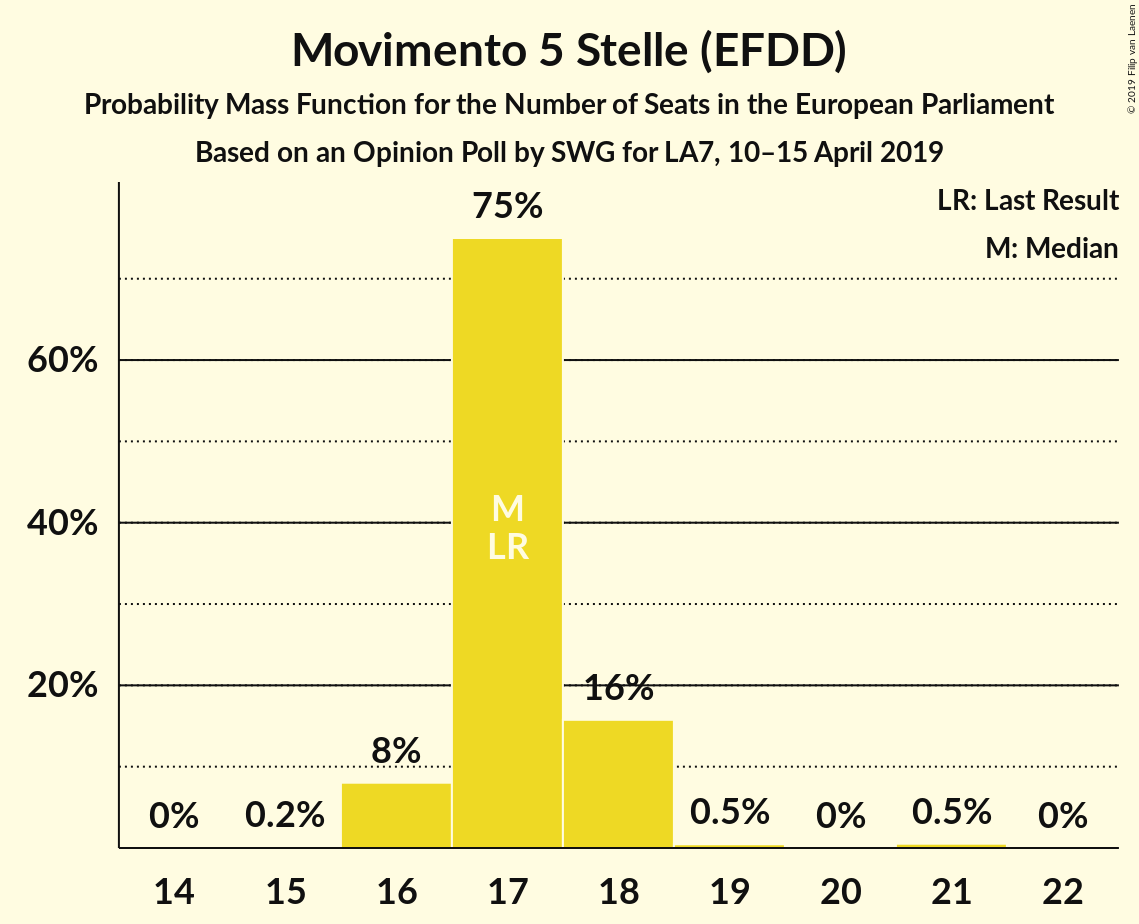 Movimento 5 Stelle (EFDD)
Probability Mass Function for the Number of Seats in the European Parliament
Based on an Opinion Poll by SWG for LA7, 10–15 April 2019
© 2019 Filip van Laenen
LR: Last Result
M: Median
75%
60%
40%
20%
M
LR
16%
8%
0%
0.2%
0.5%
0%
0.5%
0%
14 15 16 17 18 19 20 21 22